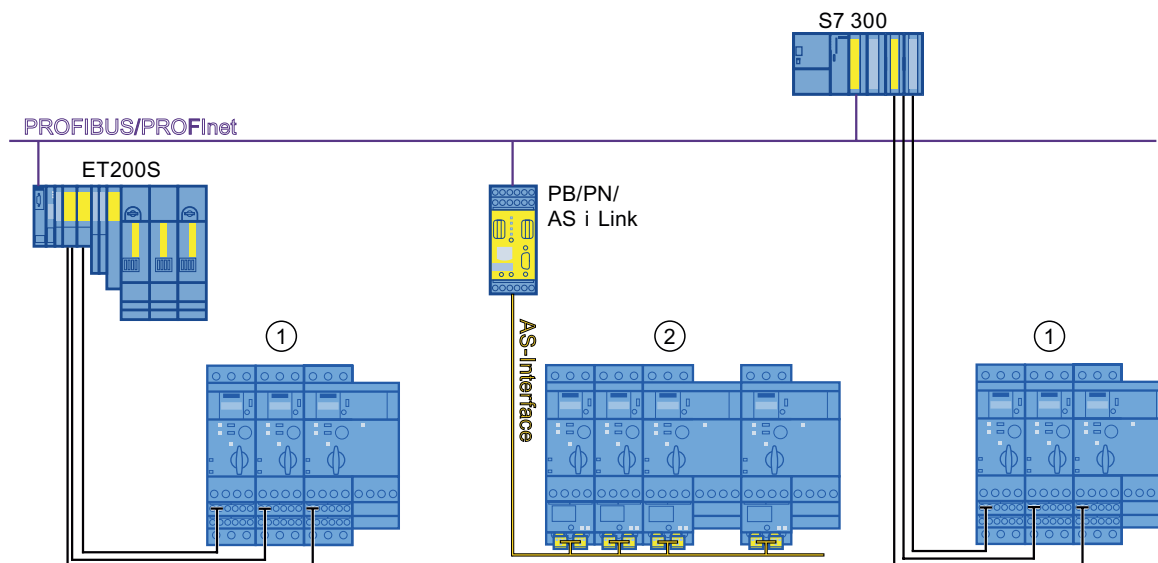 S7 300
PROFIBUS/PROFInet
ET200S
PB/PN/
AS i Link
AS-Interface
1
2
1